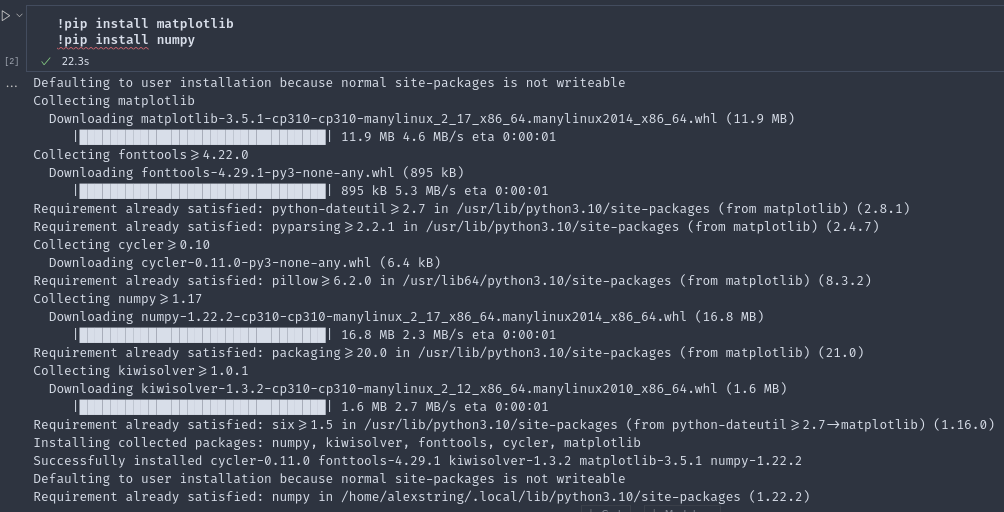 !pip install matplotlib
!pip install numpy
[2]
22.3s
...
Defaulting to user installation because normal site-packages is not writeable
Collecting matplotlib
Downloading matplotlib-3.5.1-cp310-cp310-manylinux_2_17_x86_64.manylinux2014_x86_64.whl (11.9 MB)
|████████████████████████████████| 11.9 MB 4.6 MB/s eta 0:00:01
Collecting fonttools>=4.22.0
Downloading fonttools-4.29.1-py3-none-any.whl (895 kB)
|████████████████████████████████| 895 kB 5.3 MB/s eta 0:00:01
Requirement already satisfied: python-dateutil>=2.7 in /usr/lib/python3.10/site-packages (from matplotlib) (2.8.1)
Requirement already satisfied: pyparsing>=2.2.1 in /usr/lib/python3.10/site-packages (from matplotlib) (2.4.7)
Collecting cycler>=0.10
Downloading cycler-0.11.0-py3-none-any.whl (6.4 kB)
Requirement already satisfied: pillow>=6.2.0 in /usr/lib64/python3.10/site-packages (from matplotlib) (8.3.2)
Collecting numpy>=1.17
Downloading numpy-1.22.2-cp310-cp310-manylinux_2_17_x86_64.manylinux2014_x86_64.whl (16.8 MB)
|████████████████████████████████| 16.8 MB 2.3 MB/s eta 0:00:01
Requirement already satisfied: packaging>=20.0 in /usr/lib/python3.10/site-packages (from matplotlib) (21.0)
Collecting kiwisolver>=1.0.1
Downloading kiwisolver-1.3.2-cp310-cp310-manylinux_2_12_x86_64.manylinux2010_x86_64.whl (1.6 MB)
|████████████████████████████████| 1.6 MB 2.7 MB/s eta 0:00:01
Requirement already satisfied: six>=1.5 in /usr/lib/python3.10/site-packages (from python-dateutil>=2.7->matplotlib) (1.16.0)
Installing collected packages: numpy, kiwisolver, fonttools, cycler, matplotlib
Successfully installed cycler-0.11.0 fonttools-4.29.1 kiwisolver-1.3.2 matplotlib-3.5.1 numpy-1.22.2
Defaulting to user installation because normal site-packages is not writeable
Requirement already satisfied: numpy in /home/alexstring/.local/lib/python3.10/site-packages (1.22.2)